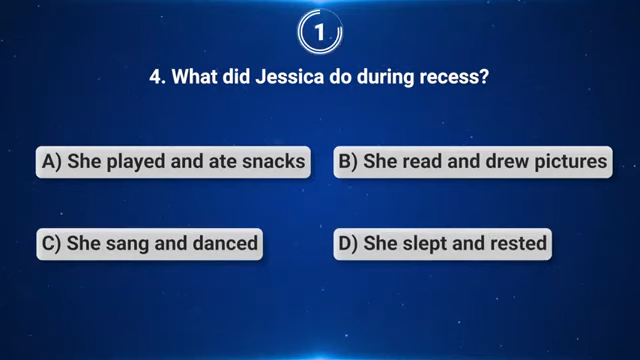 1
4. What did Jessica do during recess?
A) She played and ate snacks
B) She read and drew pictures
C) She sang and danced
D) She slept and rested